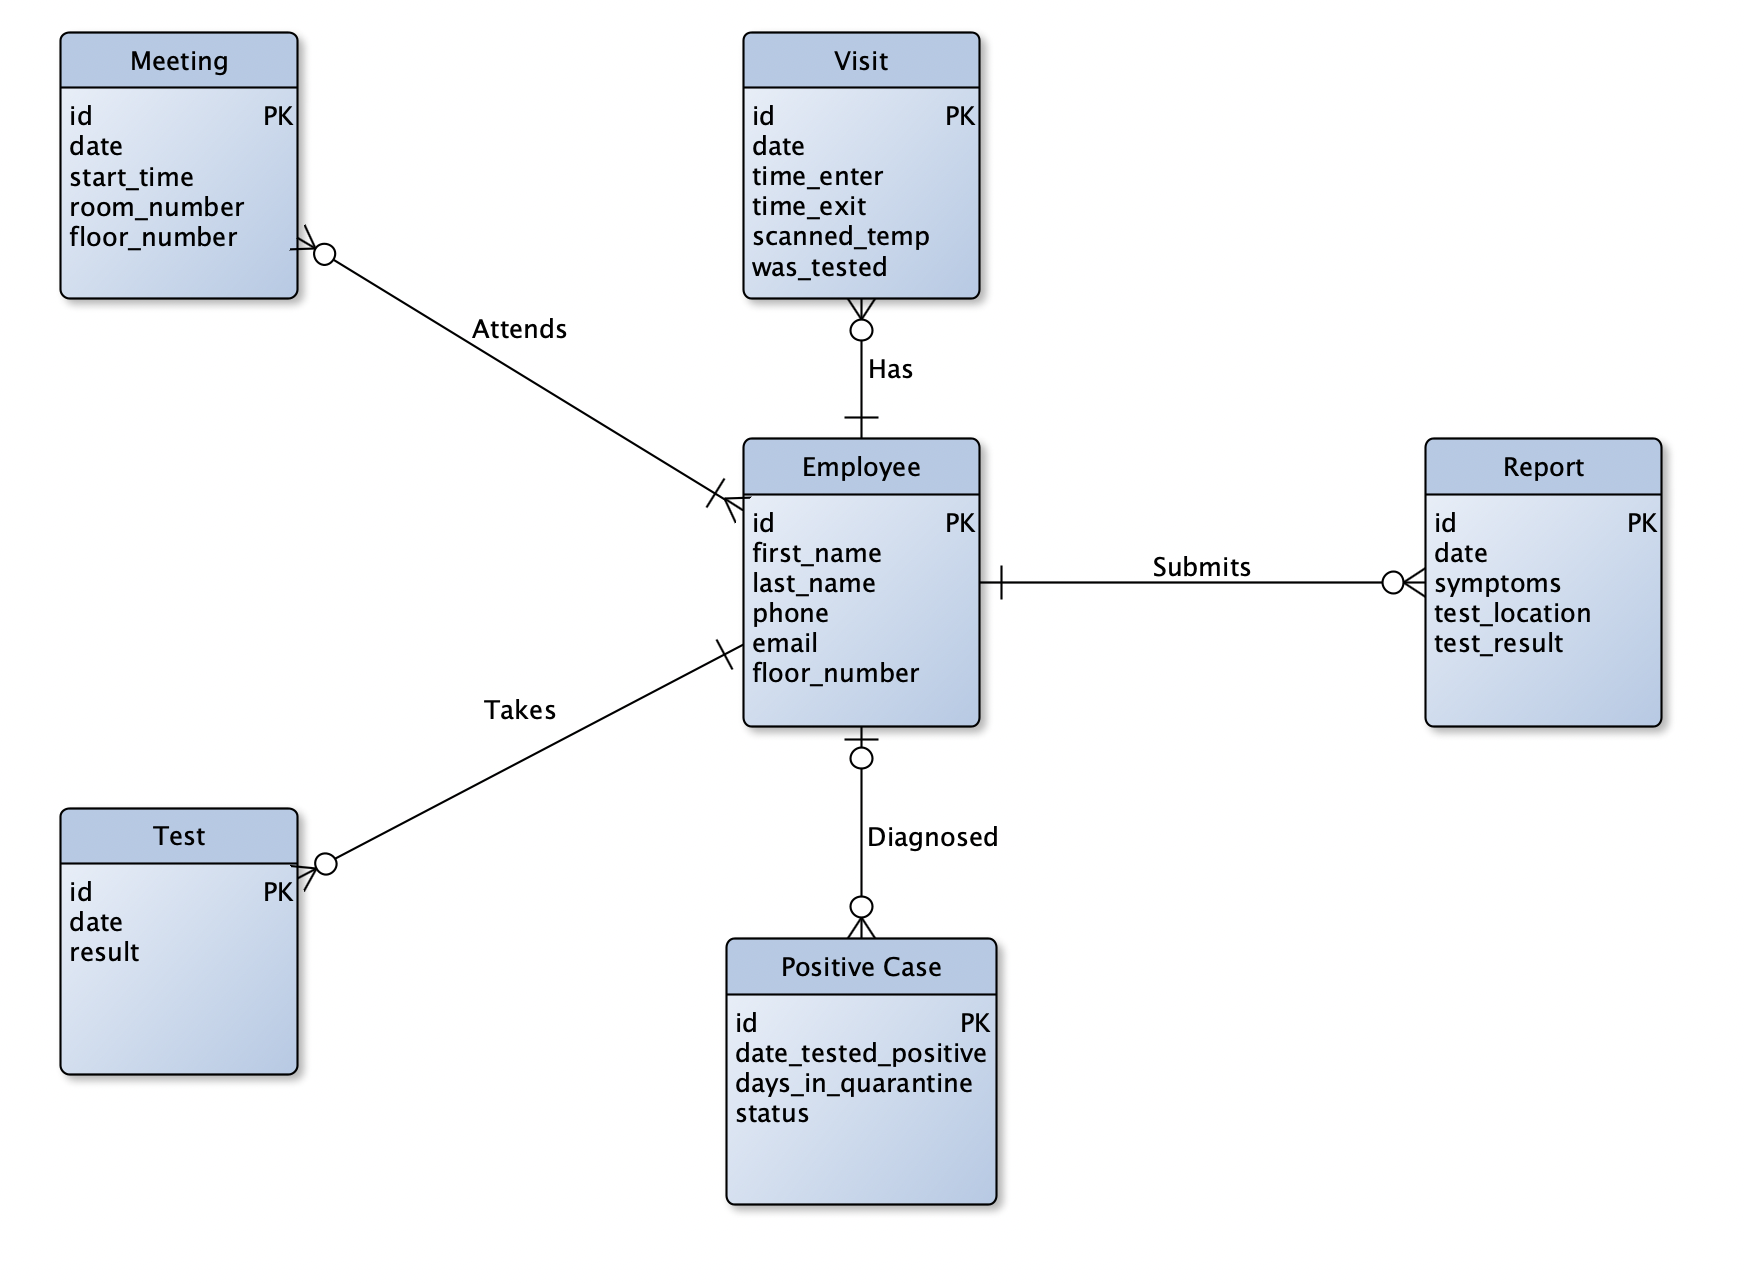 Meeting
id PK
date
start_time
room_number
floor_number
Visit
id PK
date
time_enter
time_exit
scanned_temp
was_tested
Attends
Has
Employee
id PK
first_name
last_name
phone
email
floor_number
Submits
Report
id PK
date
symptoms
test_location
test_result
Takes
Test
id PK
date
result
Diagnosed
Positive Case
id PK
date_tested_positive
days_in_quarantine
status